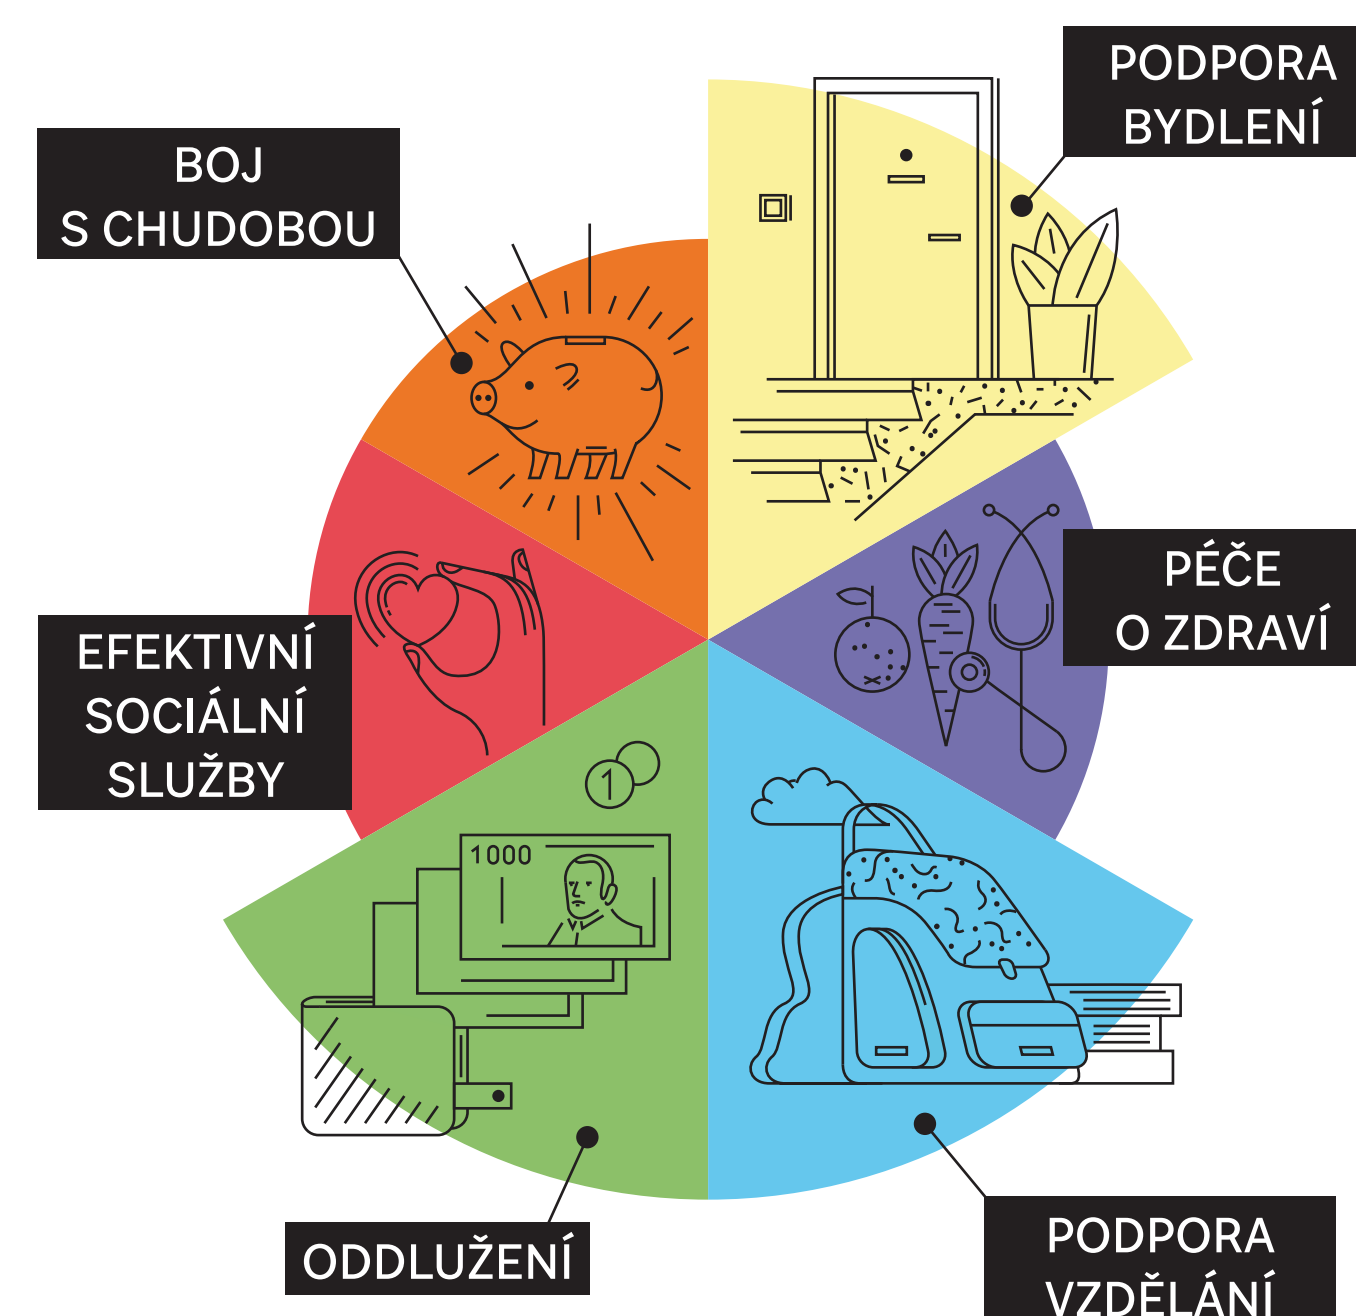 PODPORA
BYDLENÍ
BOJ
S CHUDOBOU
PÉČE
O ZDRAVÍ
EFEKTIVNÍ
SOCIÁLNÍ
SLUŽBY
1
1000
ODDLUŽENÍ
PODPORA
VZDĚLÁNÍ